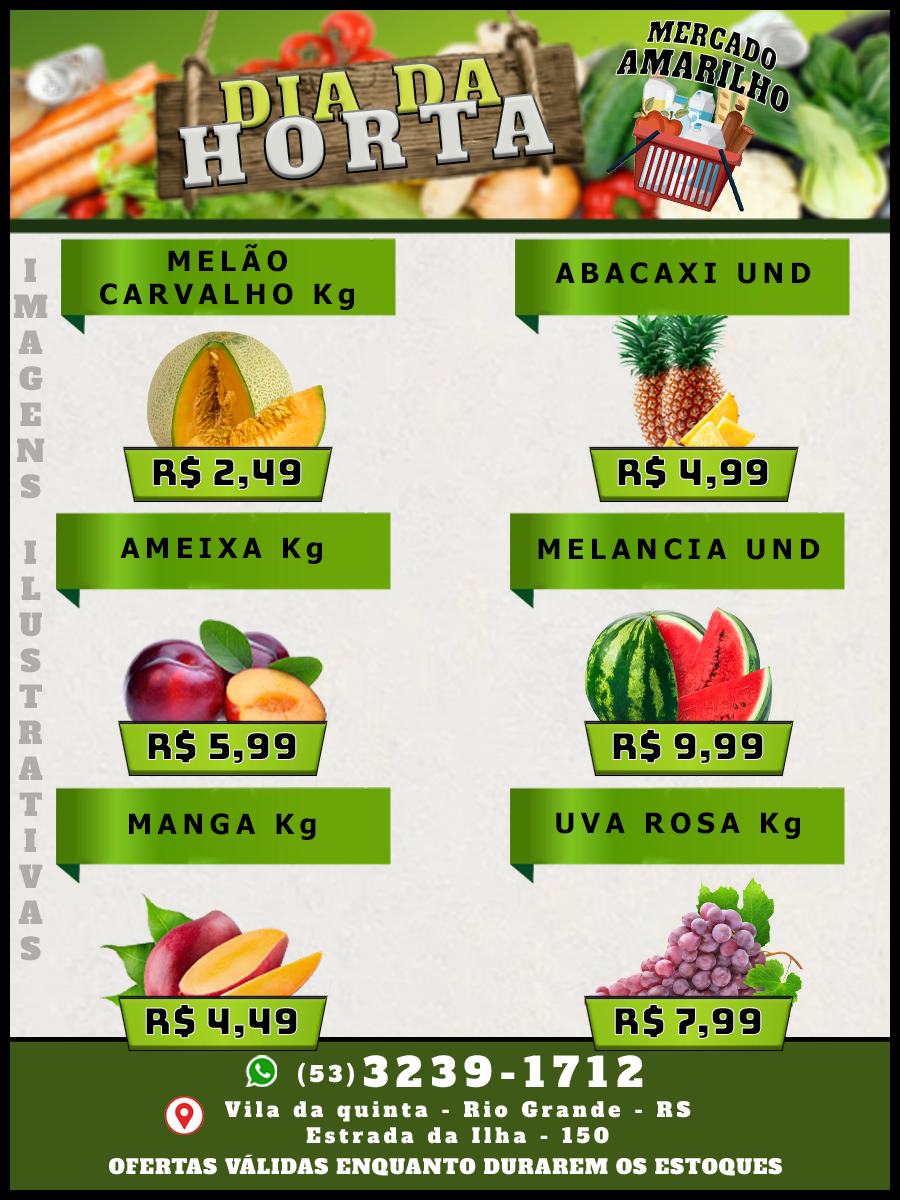 DIA DA
HORTA
MERCADO
AMARILHO
IMAGENS ILUSTRATIVAS
MELÃO
CARVALHO Kg
R$ 2,49
ABACAXI UND
R$ 4,99
AMEIXA Kg
R$ 5,99
MELANCIA UND
R$ 9,99
MANGA Kg
R$ 4,49
UVA ROSA Kg
R$ 7,99
(53) 3239-1712
Vila da quinta - Rio Grande - RS
Estrada da Ilha - 150
OFERTAS VÁLIDAS ENQUANTO DURAREM OS ESTOQUES